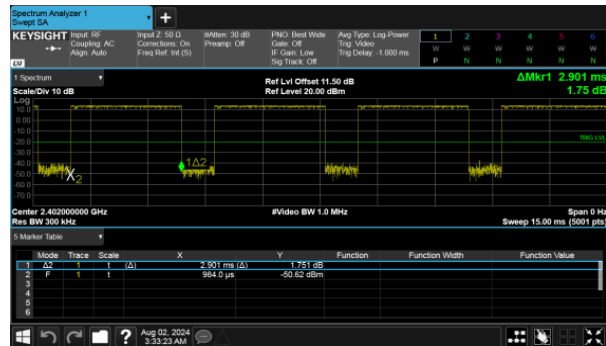 Spectrum Analyzer 1
Swept SA
+
KEYSIGHT Input: RF Input Z: 50 Ω #Atten: 30 dB PNO: Best Wide Avg Type: Log-Power 1 2 3 4 5 6
Coupling: AC Corrections: On Preamp: Off Gate: Off Trig: Video W W W W W W
Align: Auto Freq Ref: Int (S) IF Gain: Low Trig Delay: -1.000 ms P N N N N N
Sig Track: Off
LXI
1 Spectrum
Ref Lvl Offset 11.50 dB ΔMkr1 2.901 ms
Scale/Div 10 dB Ref Level 20.00 dBm 1.75 dB
Log
10.0
0.00
-10.0
-20.0 TRIG LVL
-30.0
-40.0 1Δ2
-50.0 X2
-60.0
-70.0
Center 2.402000000 GHz #Video BW 1.0 MHz Span 0 Hz
Res BW 300 kHz Sweep 15.00 ms (5001 pts)
5 Marker Table
Mode Trace Scale X Y Function Function Width Function Value
1 Δ2 1 t (Δ) 2.901 ms (Δ) 1.751 dB
2 F 1 t 984.0 µs -50.62 dBm
3
4
5
6
? Aug 02, 2024
3:33:23 AM